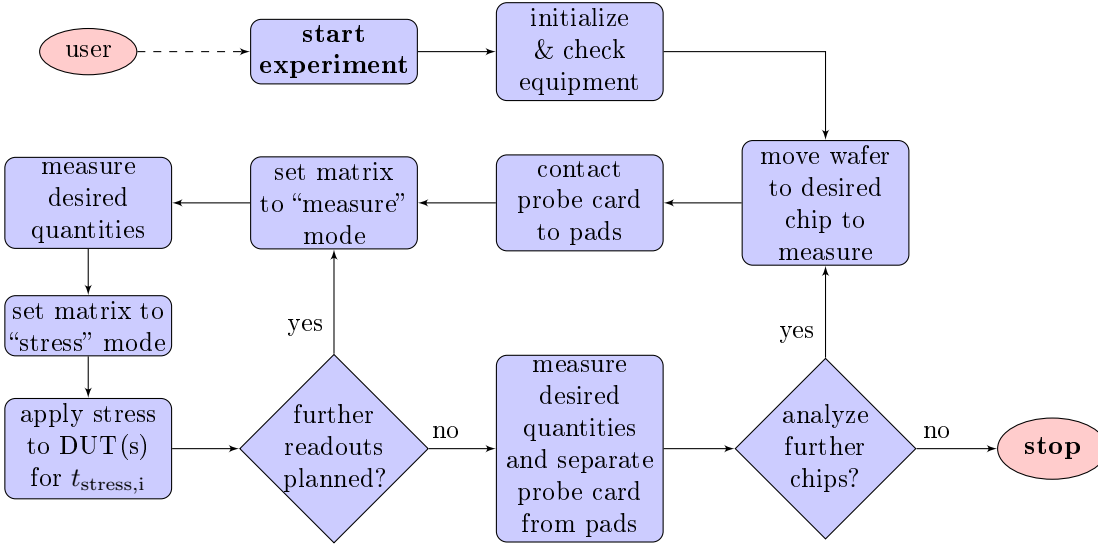 user
start
experiment
initialize
& check
equipment
measure
desired
quantities
set matrix
to “measure”
mode
contact
probe card
to pads
move wafer
to desired
chip to
measure
set matrix to
“stress” mode
yes
yes
apply stress
to DUT(s)
for t_stress,i
further
readouts
planned?
no
measure
desired
quantities
and separate
probe card
from pads
analyze
further
chips?
no
stop